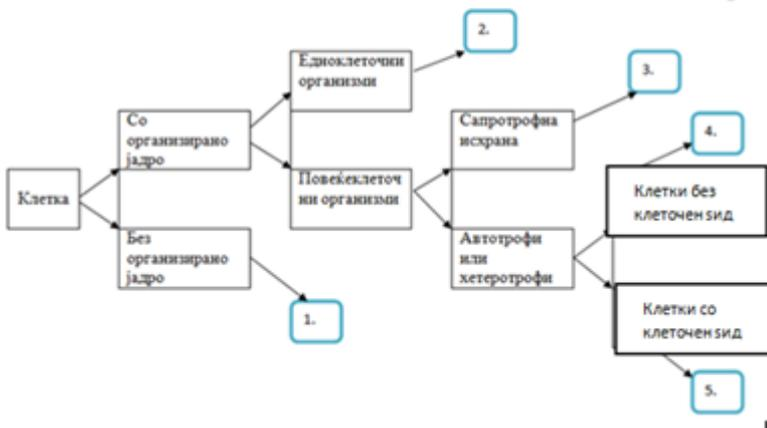 Клетка
Со
организирано
јадро
Без
организирано
јадро
Едноклеточни
организми
Повеќеклеточ
ни организми
1.
2.
Сапротрофна
исхрана
Автотрофи
или
хетеротрофи
3.
4.
Клетки без
клеточен ѕид
Клетки со
клеточен ѕид
5.